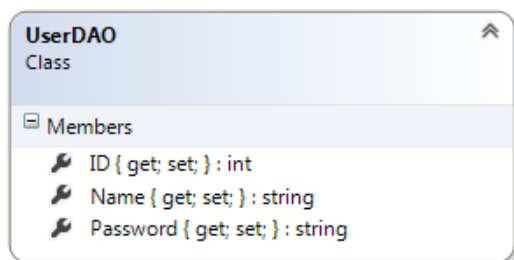 UserDAO
Class
Members
ID { get; set; } : int
Name { get; set; } : string
Password { get; set; } : string